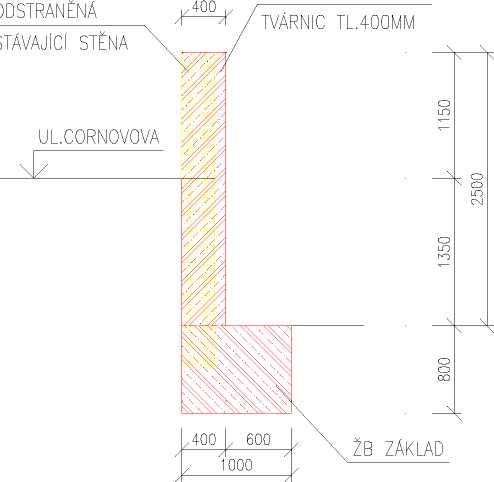 ODSTRANĚNÁ
STÁVAJÍCÍ STĚNA
400
TVÁRNIC TL.400MM
UL.CORNOVOVA
1150
2500
1350
800
400
600
1000
ŽB ZÁKLAD